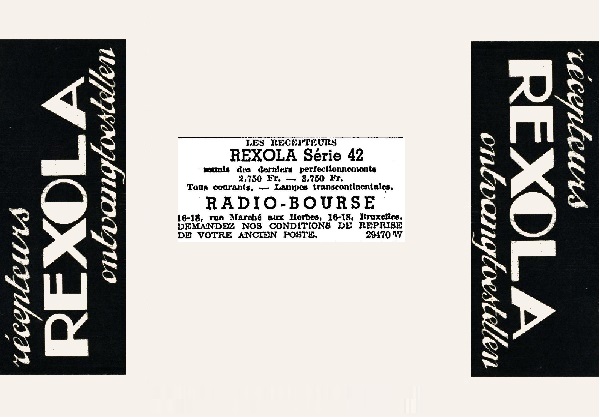 récepteurs
REXOLA
ontvangtoestellen
LES RECEPTEURS
REXOLA Série 42
munis des derniers perfectionnements
2.750 Fr. — 3.750 Fr.
Tous courants. — Lampes transcontinentales.
RADIO-BOURSE
16-18, rue Marché aux Herbes, 16-18, Bruxelles.
DEMANDEZ NOS CONDITIONS DE REPRISE
DE VOTRE ANCIEN POSTE. 29470 W
récepteurs
REXOLA
ontvangtoestellen